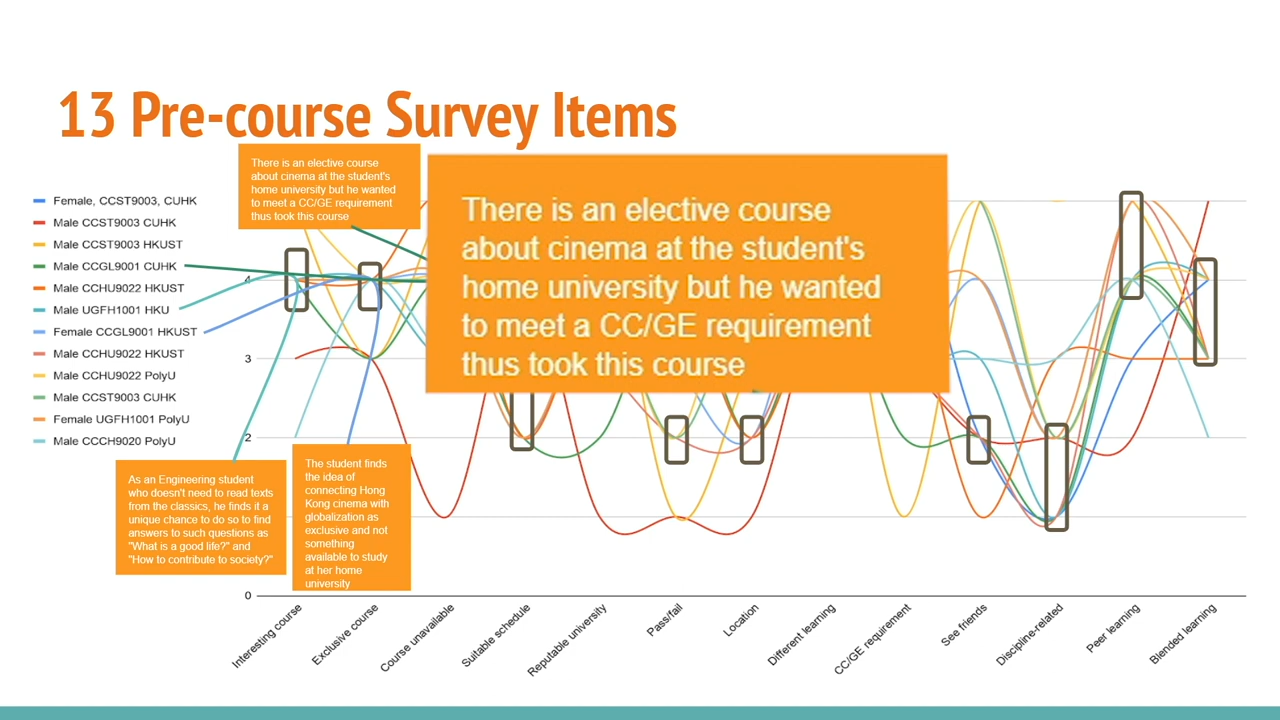 13 Pre-course Survey Items
There is an elective course
about cinema at the student's
home university but he wanted
to meet a CC/GE requirement
thus took this course
There is an elective course
about cinema at the student's
home university but he wanted
to meet a CC/GE requirement
thus took this course
Female, CCST9003, CUHK
Male CCST9003 CUHK
Male CCST9003 HKUST
Male CCGL9001 CUHK
Male CCHU9022 HKUST
Male UGFH1001 HKU
Female CCGL9001 HKUST
Male CCHU9022 HKUST
Male CCHU9022 PolyU
Male CCST9003 CUHK
Female UGFH1001 PolyU
Male CCCH9020 PolyU
4
3
2
0
As an Engineering student
who doesn't need to read texts
from the classics, he finds it a
unique chance to do so to find
answers to such questions as
"What is a good life?" and
"How to contribute to society?"
The student finds
the idea of
connecting Hong
Kong cinema with
globalization as
exclusive and not
something
available to study
at her home
university
Interesting course
Exclusive course
Course unavailable
Suitable schedule
Reputable university
Pass/fail
Location
Different learning
CC/GE requirement
See friends
Discipline-related
Peer learning
Blended learning